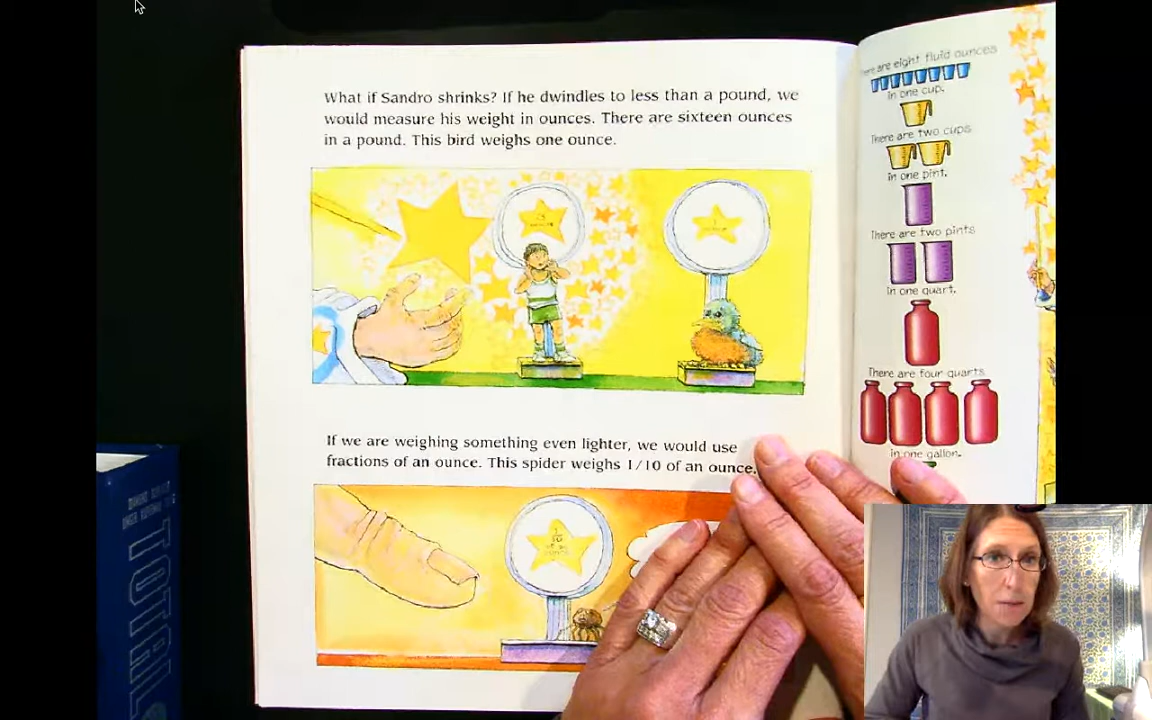 What if Sandro shrinks? If he dwindles to less than a pound, we
would measure his weight in ounces. There are sixteen ounces
in a pound. This bird weighs one ounce.
If we are weighing something even lighter, we would use
fractions of an ounce. This spider weighs 1/10 of an ounce.
are eight fluid ounces
in one cup.
There are two cups
in one pint.
There are two pints
in one quart.
There are four quarts
in one gallon.
TOTAL